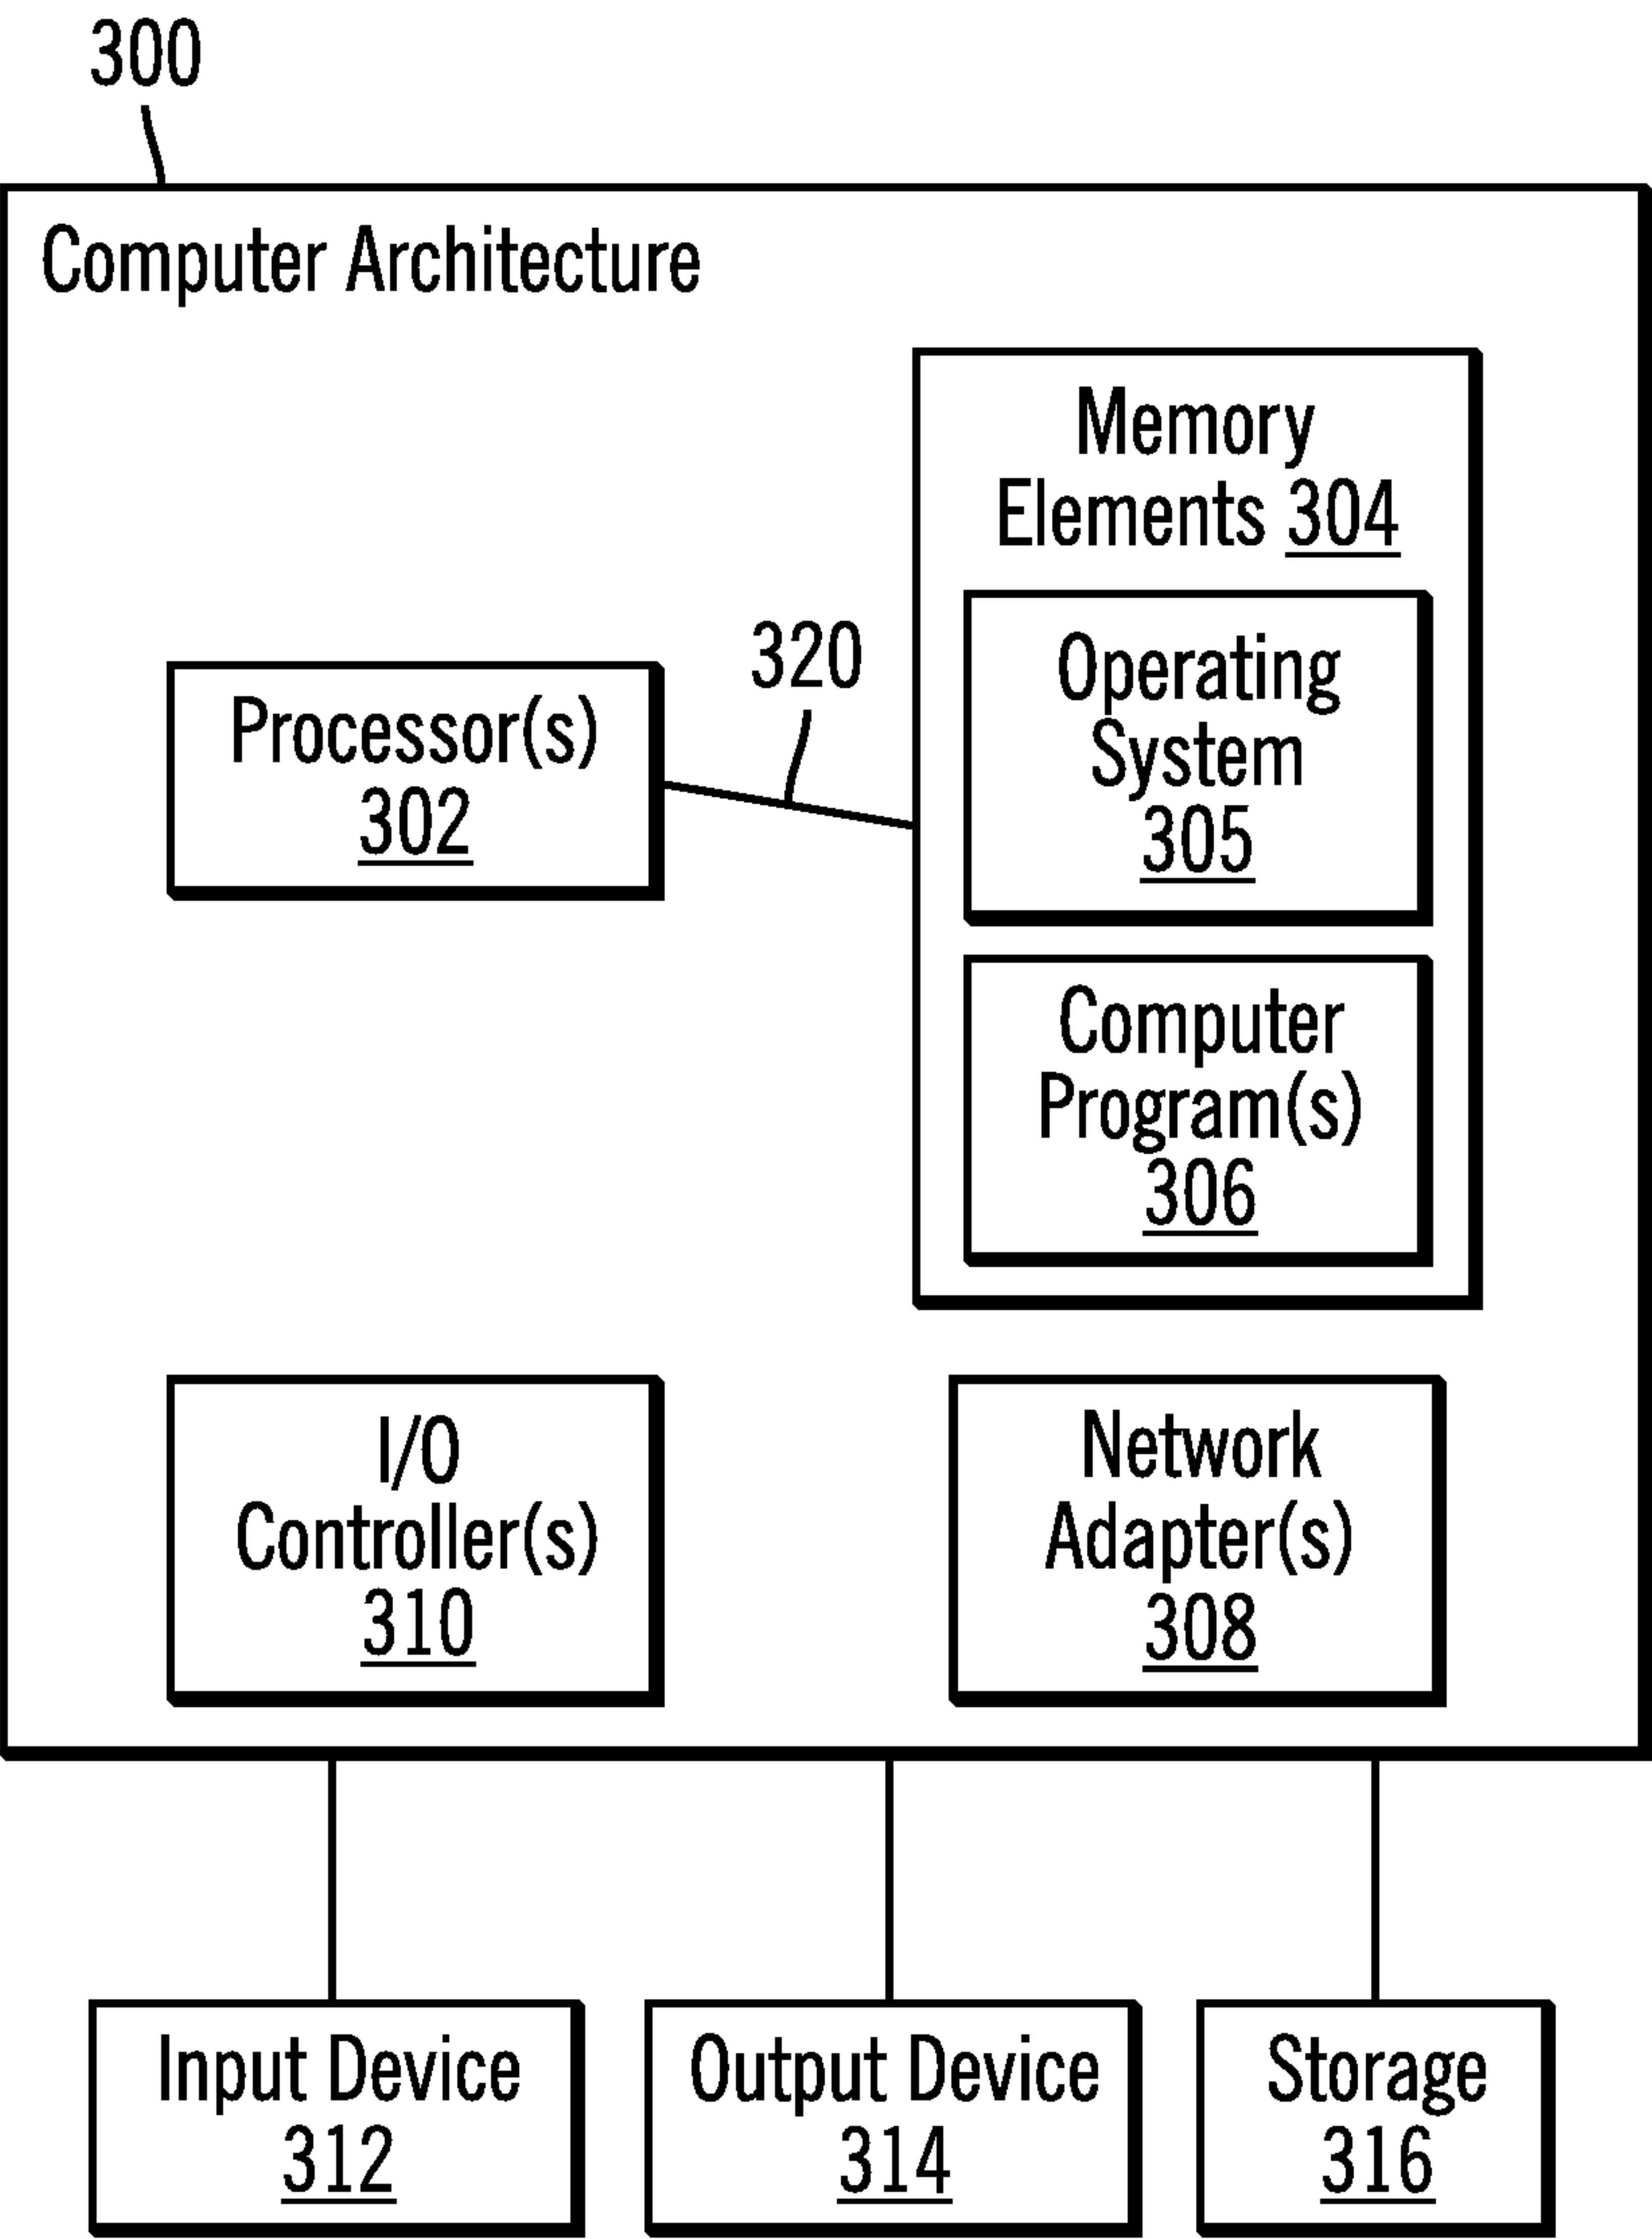 300
Computer Architecture
Memory
Elements 304
Operating
System
305
320
Processor(s)
302
Computer
Program(s)
306
I/O
Controller(s)
310
Network
Adapter(s)
308
Input Device
312
Output Device
314
Storage
316